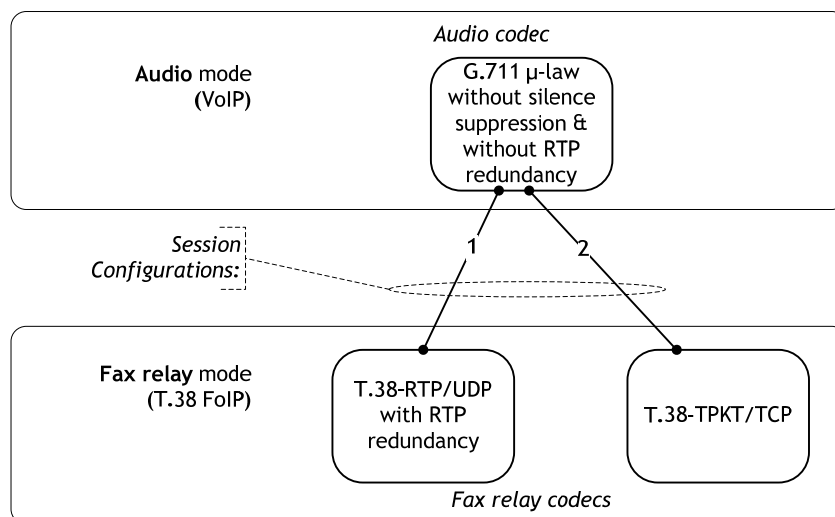 Audio codec
Audio mode
(VoIP)
G.711 µ-law
without silence
suppression &
without RTP
redundancy
1
2
Session
Configurations:
Fax relay mode
(T.38 FoIP)
T.38-RTP/UDP
with RTP
redundancy
T.38-TPKT/TCP
Fax relay codecs